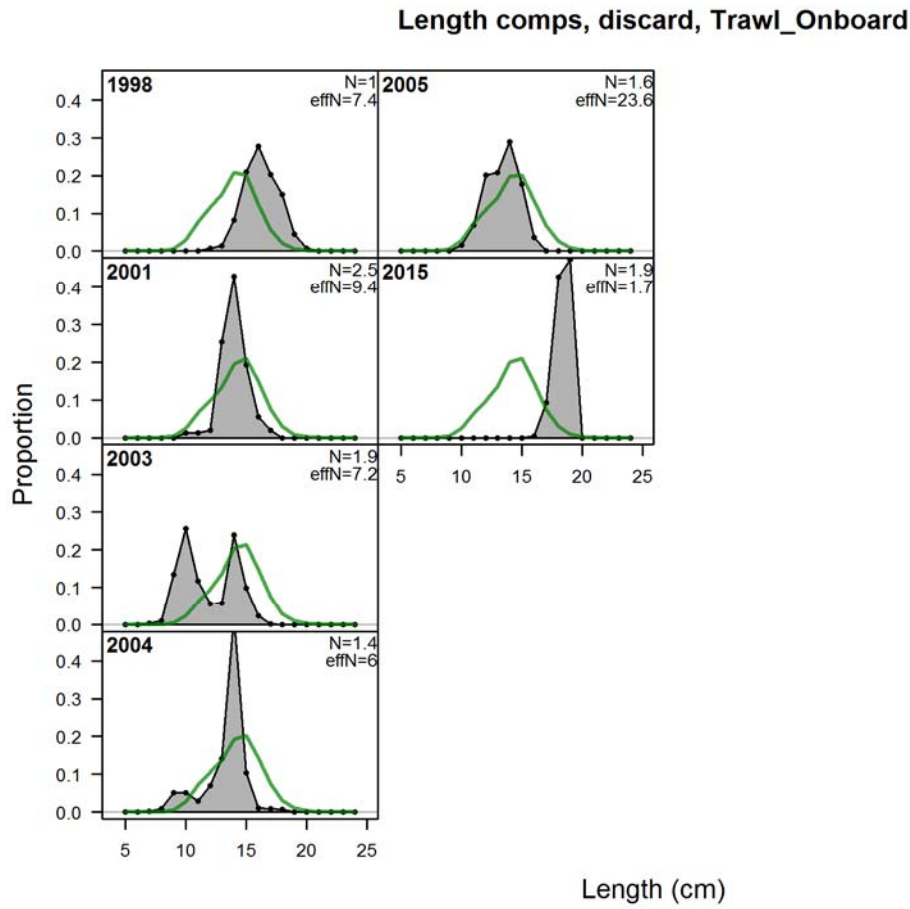 Length comps, discard, Trawl_Onboard
1998
N=1
effN=7.4
0.4
0.3
0.2
0.1
0.0
2005
N=1.6
effN=23.6
2001
N=2.5
effN=9.4
0.4
0.3
0.2
0.1
0.0
2015
N=1.9
effN=1.7
5 10 15 20 25
2003
N=1.9
effN=7.2
0.4
0.3
0.2
0.1
0.0
2004
N=1.4
effN=6
0.4
0.3
0.2
0.1
0.0
5 10 15 20 25
Proportion
Length (cm)